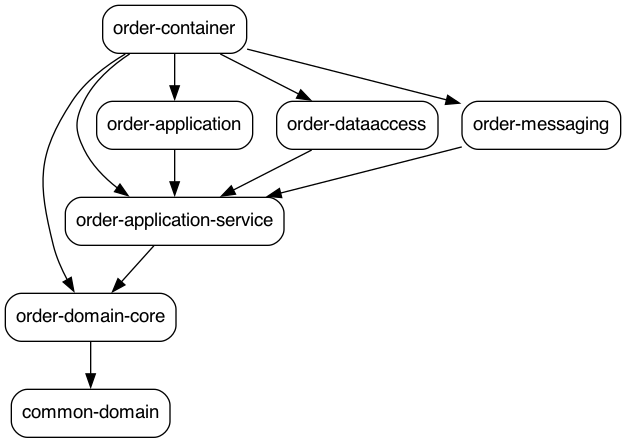 order-container
order-application
order-dataaccess
order-messaging
order-application-service
order-domain-core
common-domain